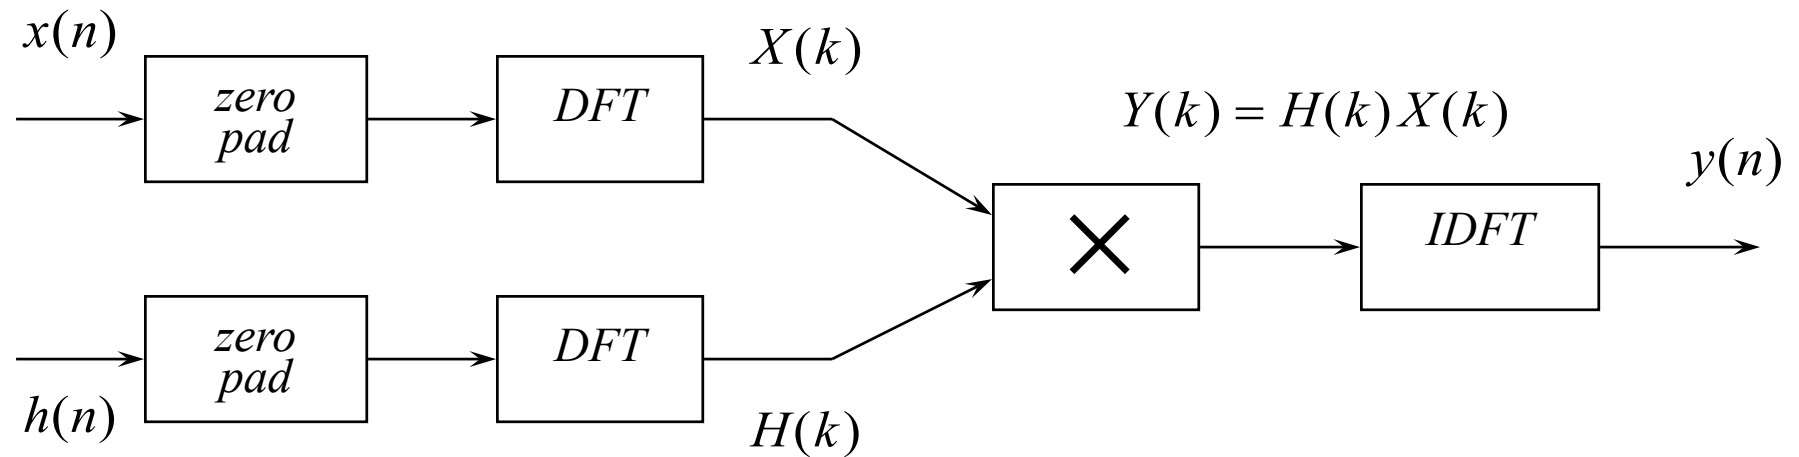 x(n)
zero
pad
DFT
X(k)
Y(k) = H(k) X(k)
y(n)
×
IDFT
zero
pad
DFT
h(n)
H(k)